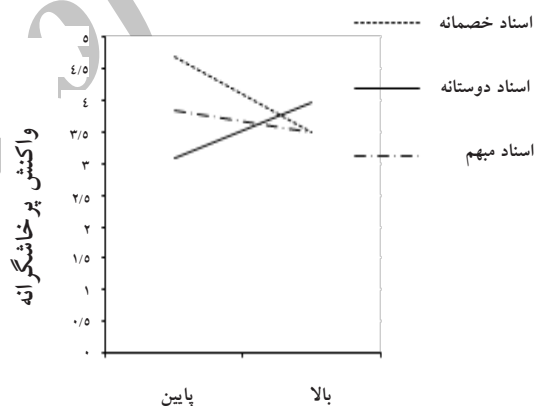 اسناد خصمانه
اسناد دوستانه
اسناد مبهم
واکنش پرخاشگرانه
۵
۴/۵
۴
۳/۵
۳
۲/۵
۲
۱/۵
۱
۰/۵
۰
پایین
بالا